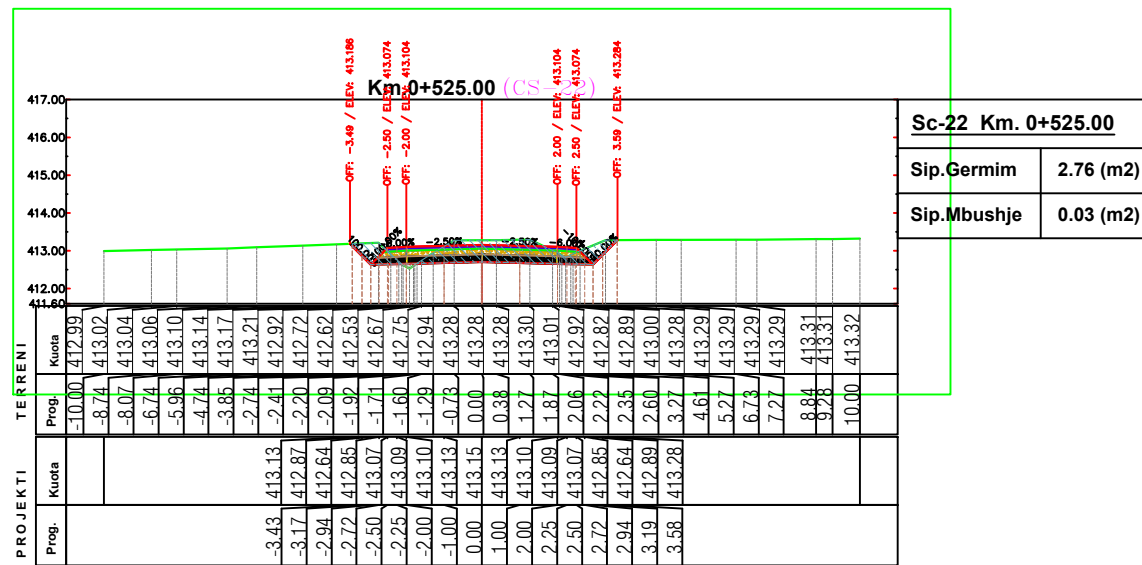 OFF: -3.49 / ELEV: 413.186
OFF: -2.50 / ELEV: 413.074
OFF: -2.00 / ELEV: 413.104
OFF: 2.00 / ELEV: 413.104
OFF: 2.50 / ELEV: 413.074
OFF: 3.59 / ELEV: 413.284
Km.0+525.00 (CS-22)
417.00
416.00
415.00
414.00
413.00
412.00
411.60
-2.50%
-2.50%
Sc-22 Km. 0+525.00
Sip.Germim 2.76 (m2)
Sip.Mbushje 0.03 (m2)
TERRENI
Kuota 412.99 413.02 413.04 413.06 413.10 413.14 413.17 413.21 412.92 412.72 412.62 412.53 412.67 412.75 412.94 413.28 413.28 413.28 413.30 413.01 412.92 412.82 412.89 413.00 413.28 413.29 413.29 413.29 413.29 413.31 413.31 413.32
Prog. -10.00 -8.74 -8.07 -6.74 -5.96 -4.74 -3.85 -2.74 -2.41 -2.20 -2.09 -1.92 -1.71 -1.60 -1.29 -0.73 0.00 0.38 1.27 1.87 2.06 2.22 2.35 2.60 3.27 4.61 5.27 6.73 7.27 8.84 9.28 10.00
PROJEKTI
Kuota 413.13 412.87 412.64 412.85 413.07 413.09 413.10 413.13 413.15 413.13 413.10 413.09 413.07 412.85 412.64 412.89 413.28
Prog. -3.43 -3.17 -2.94 -2.72 -2.50 -2.25 -2.00 -1.00 0.00 1.00 2.00 2.25 2.50 2.72 2.94 3.19 3.58